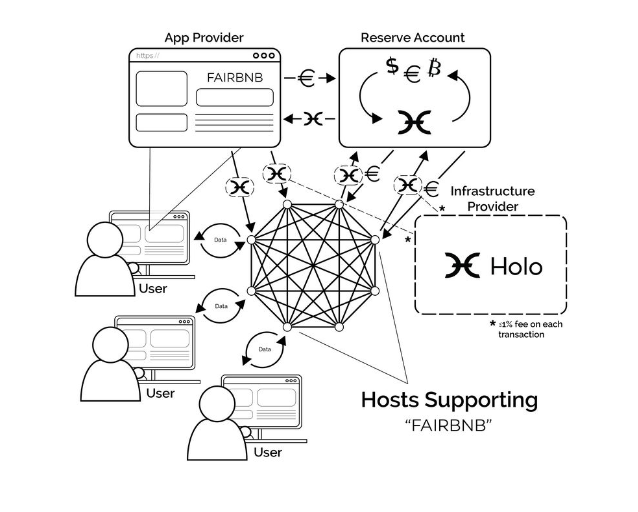 App Provider
Reserve Account
https://
FAIRBNB
€
$ € ₿
€
€
Infrastructure
Provider
*
*
Holo
* ≤1% fee on each
transaction
Data
User
Data
User
Data
User
Hosts Supporting
“FAIRBNB”